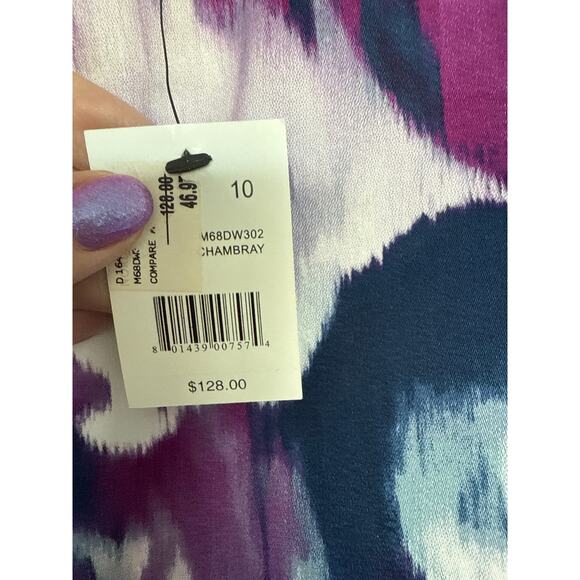 10
M68DW302
CHAMBRAY
8 01439 00757 4
$128.00
D 164
M68DW
COMPARE
128.00
46.9